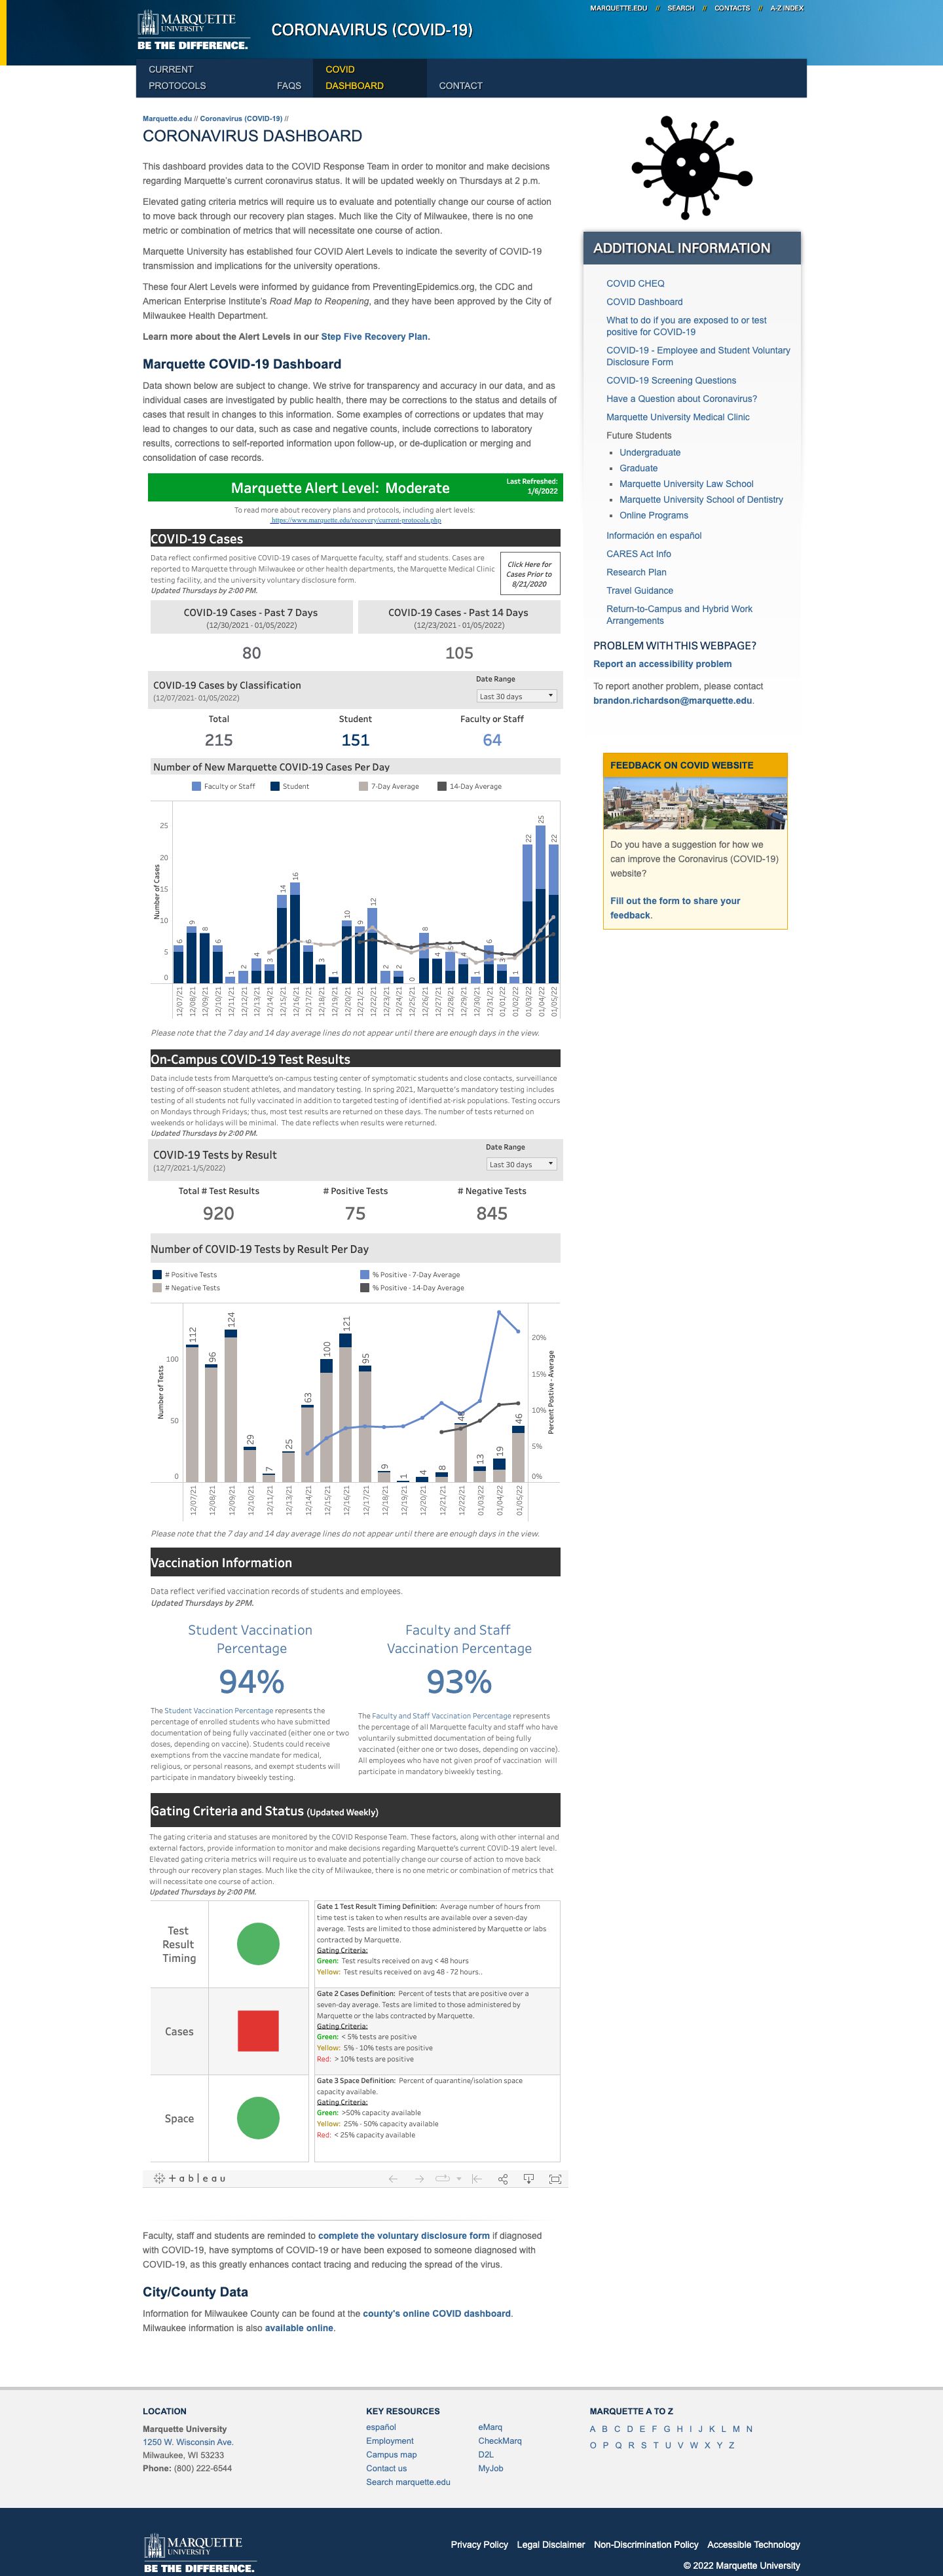 MARQUETTE.EDU // SEARCH // CONTACTS // A-Z INDEX
MARQUETTE
UNIVERSITY
BE THE DIFFERENCE.
CORONAVIRUS (COVID-19)
CURRENT
PROTOCOLS
FAQS
COVID
DASHBOARD
CONTACT
Marquette.edu // Coronavirus (COVID-19) //
CORONAVIRUS DASHBOARD
This dashboard provides data to the COVID Response Team in order to monitor and make decisions
regarding Marquette's current coronavirus status. It will be updated weekly on Thursdays at 2 p.m.
Elevated gating criteria metrics will require us to evaluate and potentially change our course of action
to move back through our recovery plan stages. Much like the City of Milwaukee, there is no one
metric or combination of metrics that will necessitate one course of action.
Marquette University has established four COVID Alert Levels to indicate the severity of COVID-19
transmission and implications for the university operations.
These four Alert Levels were informed by guidance from PreventingEpidemics.org, the CDC and
American Enterprise Institute's Road Map to Reopening, and they have been approved by the City of
Milwaukee Health Department.
Learn more about the Alert Levels in our Step Five Recovery Plan.
Marquette COVID-19 Dashboard
Data shown below are subject to change. We strive for transparency and accuracy in our data, and as
individual cases are investigated by public health, there may be corrections to the status and details of
cases that result in changes to this information. Some examples of corrections or updates that may
lead to changes to our data, such as case and negative counts, include corrections to laboratory
results, corrections to self-reported information upon follow-up, or de-duplication or merging and
consolidation of case records.
Marquette Alert Level: Moderate
Last Refreshed:
1/6/2022
To read more about recovery plans and protocols, including alert levels:
https://www.marquette.edu/recovery/current-protocols.php
COVID-19 Cases
Data reflect confirmed positive COVID-19 cases of Marquette faculty, staff and students. Cases are
reported to Marquette through Milwaukee or other health departments, the Marquette Medical Clinic
testing facility, and the university voluntary disclosure form.
Updated Thursdays by 2:00 PM.
Click Here for
Cases Prior to
8/21/2020
COVID-19 Cases - Past 7 Days
(12/30/2021 - 01/05/2022)
80
COVID-19 Cases - Past 14 Days
(12/23/2021 - 01/05/2022)
105
COVID-19 Cases by Classification
(12/07/2021- 01/05/2022)
Date Range
Last 30 days
Total Student Faculty or Staff
215 151 64
Number of New Marquette COVID-19 Cases Per Day
Faculty or Staff Student 7-Day Average 14-Day Average
Number of Cases
25
20
15
10
5
0
6 9 8 6 1 2 4 3 14 16 6 3 1 10 9 12 2 2 0 8 4 5 4 1 6 3 1 22 25 22
12/07/21 12/08/21 12/09/21 12/10/21 12/11/21 12/12/21 12/13/21 12/14/21 12/15/21 12/16/21 12/17/21 12/18/21 12/19/21 12/20/21 12/21/21 12/22/21 12/23/21 12/24/21 12/25/21 12/26/21 12/27/21 12/28/21 12/29/21 12/30/21 12/31/21 01/01/22 01/02/22 01/03/22 01/04/22 01/05/22
Please note that the 7 day and 14 day average lines do not appear until there are enough days in the view.
On-Campus COVID-19 Test Results
Data include tests from Marquette's on-campus testing center of symptomatic students and close contacts, surveillance
testing of off-season student athletes, and mandatory testing. In spring 2021, Marquette's mandatory testing includes
testing of all students not fully vaccinated in addition to targeted testing of identified at-risk populations. Testing occurs
on Mondays through Fridays; thus, most test results are returned on these days. The number of tests returned on
weekends or holidays will be minimal. The date reflects when results were returned.
Updated Thursdays by 2:00 PM.
COVID-19 Tests by Result
(12/7/2021-1/5/2022)
Date Range
Last 30 days
Total # Test Results # Positive Tests # Negative Tests
920 75 845
Number of COVID-19 Tests by Result Per Day
# Positive Tests
# Negative Tests
% Positive - 7-Day Average
% Positive - 14-Day Average
Number of Tests
100
50
0
112 96 124 29 7 25 63 100 121 95 9 1 4 8 13 19 46
20%
15%
10%
5%
0%
Percent Postive - Average
12/07/21 12/08/21 12/09/21 12/10/21 12/11/21 12/13/21 12/14/21 12/15/21 12/16/21 12/17/21 12/18/21 12/19/21 12/20/21 12/21/21 12/22/21 01/03/22 01/04/22 01/05/22
Please note that the 7 day and 14 day average lines do not appear until there are enough days in the view.
Vaccination Information
Data reflect verified vaccination records of students and employees.
Updated Thursdays by 2PM.
Student Vaccination
Percentage
94%
The Student Vaccination Percentage represents the
percentage of enrolled students who have submitted
documentation of being fully vaccinated (either one or two
doses, depending on vaccine). Students could receive
exemptions from the vaccine mandate for medical,
religious, or personal reasons, and exempt students will
participate in mandatory biweekly testing.
Faculty and Staff
Vaccination Percentage
93%
The Faculty and Staff Vaccination Percentage represents
the percentage of all Marquette faculty and staff who have
voluntarily submitted documentation of being fully
vaccinated (either one or two doses, depending on vaccine).
All employees who have not given proof of vaccination will
participate in mandatory biweekly testing.
Gating Criteria and Status (Updated Weekly)
The gating criteria and statuses are monitored by the COVID Response Team. These factors, along with other internal and
external factors, provide information to monitor and make decisions regarding Marquette's current COVID-19 alert level.
Elevated gating criteria metrics will require us to evaluate and potentially change our course of action to move back
through our recovery plan stages. Much like the city of Milwaukee, there is no one metric or combination of metrics that
will necessitate one course of action.
Updated Thursdays by 2:00 PM.
Test
Result
Timing
Gate 1 Test Result Timing Definition: Average number of hours from
time test is taken to when results are available over a seven-day
average. Tests are limited to those administered by Marquette or labs
contracted by Marquette.
Gating Criteria:
Green: Test results received on avg < 48 hours
Yellow: Test results received on avg 48 - 72 hours..
Cases
Gate 2 Cases Definition: Percent of tests that are positive over a
seven-day average. Tests are limited to those administered by
Marquette or the labs contracted by Marquette.
Gating Criteria:
Green: < 5% tests are positive
Yellow: 5% - 10% tests are positive
Red: > 10% tests are positive
Space
Gate 3 Space Definition: Percent of quarantine/isolation space
capacity available.
Gating Criteria:
Green: >50% capacity available
Yellow: 25% - 50% capacity available
Red: < 25% capacity available
+ableau
Faculty, staff and students are reminded to complete the voluntary disclosure form if diagnosed
with COVID-19, have symptoms of COVID-19 or have been exposed to someone diagnosed with
COVID-19, as this greatly enhances contact tracing and reducing the spread of the virus.
City/County Data
Information for Milwaukee County can be found at the county's online COVID dashboard.
Milwaukee information is also available online.
ADDITIONAL INFORMATION
COVID CHEQ
COVID Dashboard
What to do if you are exposed to or test
positive for COVID-19
COVID-19 - Employee and Student Voluntary
Disclosure Form
COVID-19 Screening Questions
Have a Question about Coronavirus?
Marquette University Medical Clinic
Future Students
Undergraduate
Graduate
Marquette University Law School
Marquette University School of Dentistry
Online Programs
Información en español
CARES Act Info
Research Plan
Travel Guidance
Return-to-Campus and Hybrid Work
Arrangements
PROBLEM WITH THIS WEBPAGE?
Report an accessibility problem
To report another problem, please contact
brandon.richardson@marquette.edu.
FEEDBACK ON COVID WEBSITE
Do you have a suggestion for how we
can improve the Coronavirus (COVID-19)
website?
Fill out the form to share your
feedback.
LOCATION
Marquette University
1250 W. Wisconsin Ave.
Milwaukee, WI 53233
Phone: (800) 222-6544
KEY RESOURCES
español
Employment
Campus map
Contact us
Search marquette.edu
eMarq
CheckMarq
D2L
MyJob
MARQUETTE A TO Z
A B C D E F G H I J K L M N
O P Q R S T U V W X Y Z
MARQUETTE
UNIVERSITY
BE THE DIFFERENCE.
Privacy Policy Legal Disclaimer Non-Discrimination Policy Accessible Technology
© 2022 Marquette University